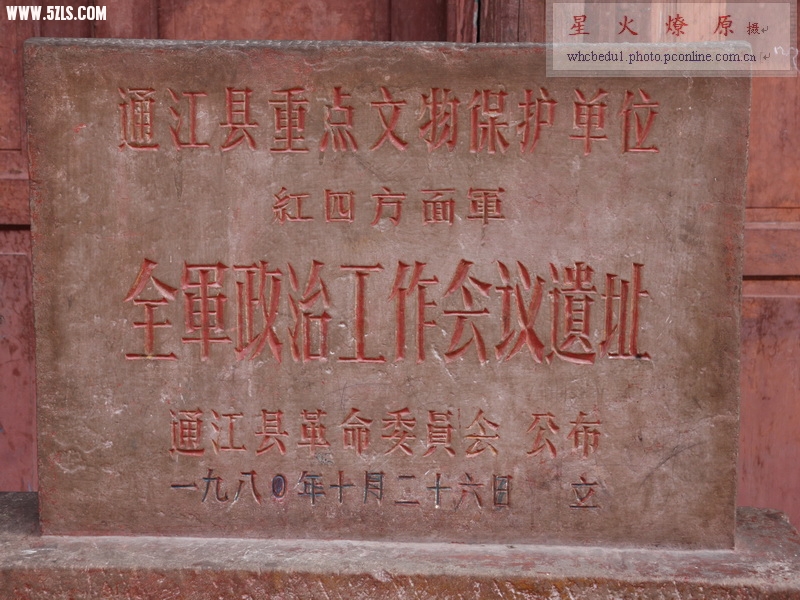 WWW.5ZLS.COM
星火燎原摄
whcbedu1.photo.pconline.com.cn
通江县重点文物保护单位
紅四方面軍
全軍政治工作会议遺址
通江县革命委員会 公布
一九八〇年十月二十六日 立